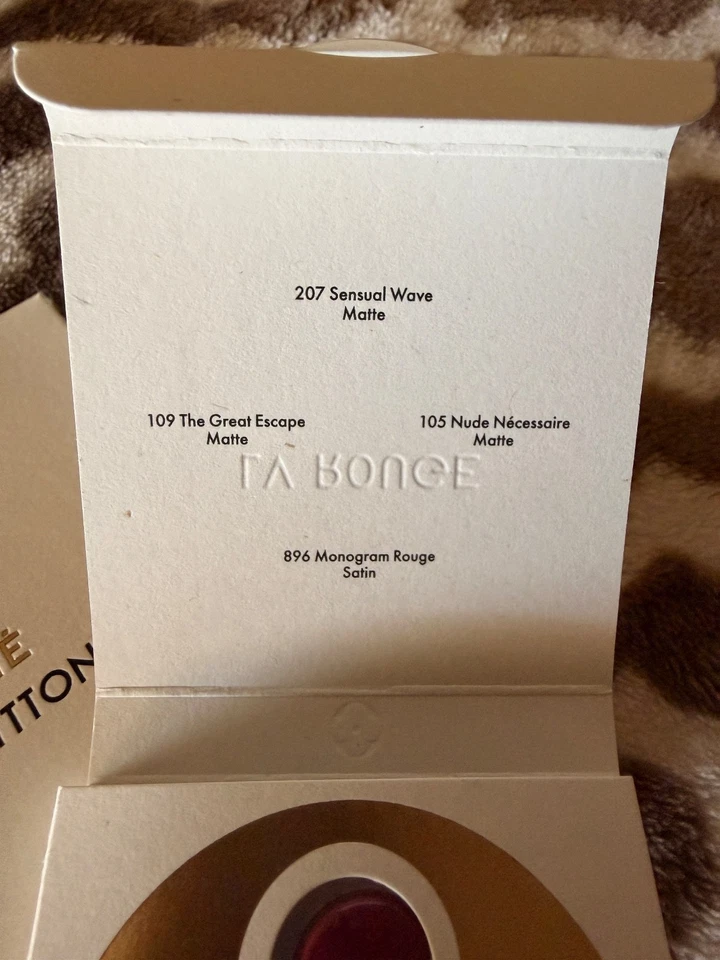 207 Sensual Wave
Matte
109 The Great Escape
Matte
105 Nude Nécessaire
Matte
LV ROUGE
896 Monogram Rouge
Satin
É
TTON